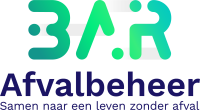 BAR
Afvalbeheer
Samen naar een leven zonder afval